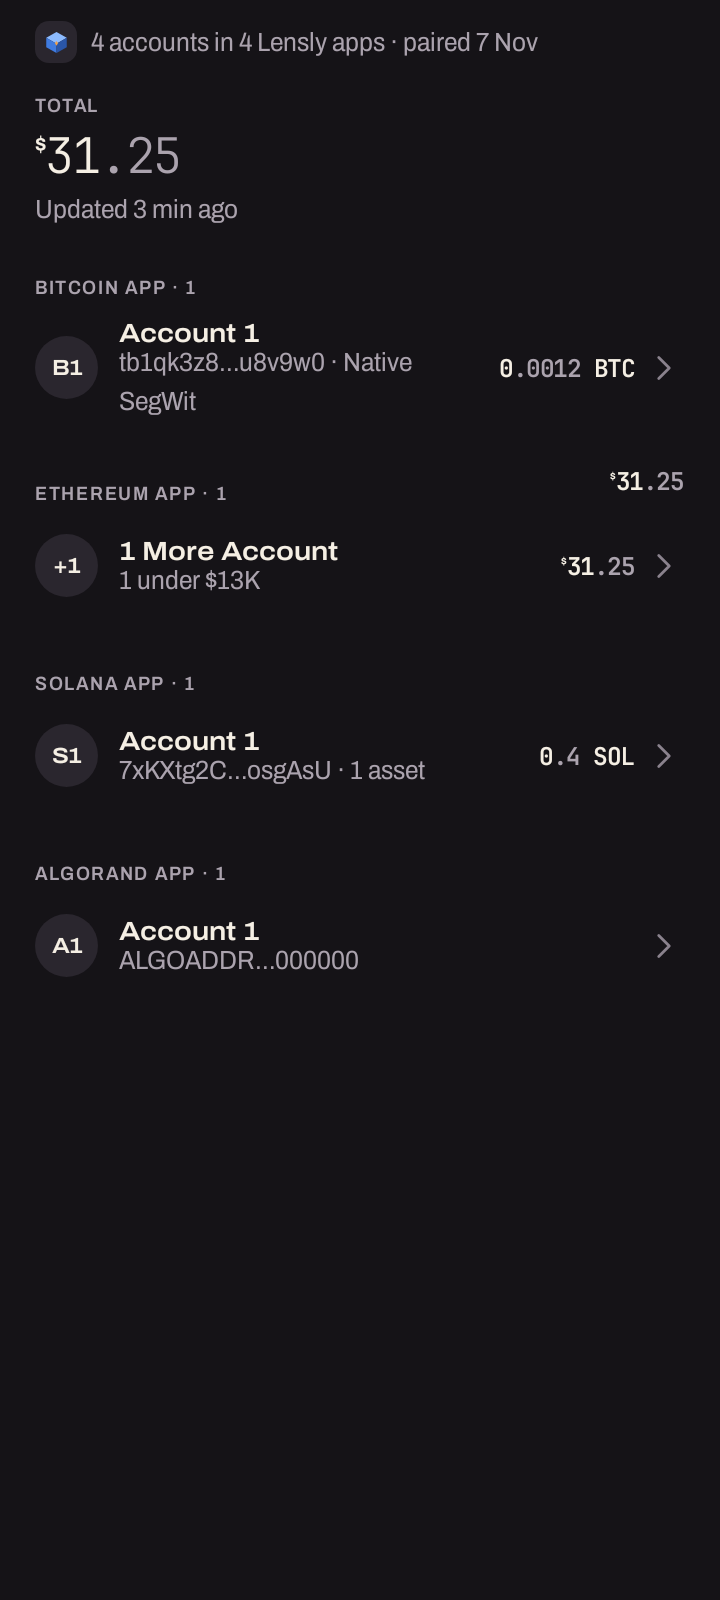 4 accounts in 4 Lensly apps · paired 7 Nov
TOTAL
$31.25
Updated 3 min ago
BITCOIN APP · 1
B1
Account 1
tb1qk3z8...u8v9w0 · Native
SegWit
0.0012 BTC
ETHEREUM APP · 1
$31.25
+1
1 More Account
1 under $13K
$31.25
SOLANA APP · 1
S1
Account 1
7xKXtg2C...osgAsU · 1 asset
0.4 SOL
ALGORAND APP · 1
A1
Account 1
ALGOADDR...000000